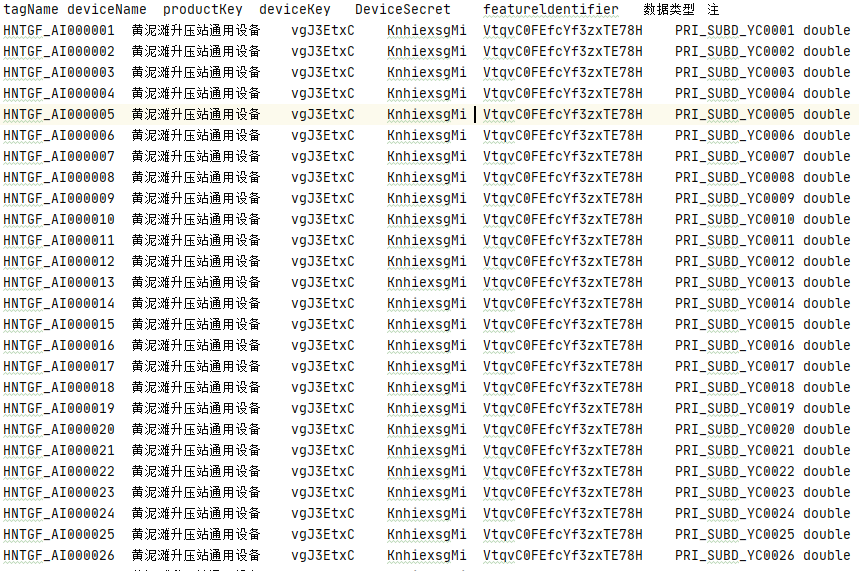 tagName deviceName productKey deviceKey DeviceSecret featureldentifier 数据类型 注
HNTGF_AI000001 黄泥滩升压站通用设备 vgJ3EtxC KnhiexsgMi VtqvC0FEfcYf3zxTE78H PRI_SUBD_YC0001 double
HNTGF_AI000002 黄泥滩升压站通用设备 vgJ3EtxC KnhiexsgMi VtqvC0FEfcYf3zxTE78H PRI_SUBD_YC0002 double
HNTGF_AI000003 黄泥滩升压站通用设备 vgJ3EtxC KnhiexsgMi VtqvC0FEfcYf3zxTE78H PRI_SUBD_YC0003 double
HNTGF_AI000004 黄泥滩升压站通用设备 vgJ3EtxC KnhiexsgMi VtqvC0FEfcYf3zxTE78H PRI_SUBD_YC0004 double
HNTGF_AI000005 黄泥滩升压站通用设备 vgJ3EtxC KnhiexsgMi VtqvC0FEfcYf3zxTE78H PRI_SUBD_YC0005 double
HNTGF_AI000006 黄泥滩升压站通用设备 vgJ3EtxC KnhiexsgMi VtqvC0FEfcYf3zxTE78H PRI_SUBD_YC0006 double
HNTGF_AI000007 黄泥滩升压站通用设备 vgJ3EtxC KnhiexsgMi VtqvC0FEfcYf3zxTE78H PRI_SUBD_YC0007 double
HNTGF_AI000008 黄泥滩升压站通用设备 vgJ3EtxC KnhiexsgMi VtqvC0FEfcYf3zxTE78H PRI_SUBD_YC0008 double
HNTGF_AI000009 黄泥滩升压站通用设备 vgJ3EtxC KnhiexsgMi VtqvC0FEfcYf3zxTE78H PRI_SUBD_YC0009 double
HNTGF_AI000010 黄泥滩升压站通用设备 vgJ3EtxC KnhiexsgMi VtqvC0FEfcYf3zxTE78H PRI_SUBD_YC0010 double
HNTGF_AI000011 黄泥滩升压站通用设备 vgJ3EtxC KnhiexsgMi VtqvC0FEfcYf3zxTE78H PRI_SUBD_YC0011 double
HNTGF_AI000012 黄泥滩升压站通用设备 vgJ3EtxC KnhiexsgMi VtqvC0FEfcYf3zxTE78H PRI_SUBD_YC0012 double
HNTGF_AI000013 黄泥滩升压站通用设备 vgJ3EtxC KnhiexsgMi VtqvC0FEfcYf3zxTE78H PRI_SUBD_YC0013 double
HNTGF_AI000014 黄泥滩升压站通用设备 vgJ3EtxC KnhiexsgMi VtqvC0FEfcYf3zxTE78H PRI_SUBD_YC0014 double
HNTGF_AI000015 黄泥滩升压站通用设备 vgJ3EtxC KnhiexsgMi VtqvC0FEfcYf3zxTE78H PRI_SUBD_YC0015 double
HNTGF_AI000016 黄泥滩升压站通用设备 vgJ3EtxC KnhiexsgMi VtqvC0FEfcYf3zxTE78H PRI_SUBD_YC0016 double
HNTGF_AI000017 黄泥滩升压站通用设备 vgJ3EtxC KnhiexsgMi VtqvC0FEfcYf3zxTE78H PRI_SUBD_YC0017 double
HNTGF_AI000018 黄泥滩升压站通用设备 vgJ3EtxC KnhiexsgMi VtqvC0FEfcYf3zxTE78H PRI_SUBD_YC0018 double
HNTGF_AI000019 黄泥滩升压站通用设备 vgJ3EtxC KnhiexsgMi VtqvC0FEfcYf3zxTE78H PRI_SUBD_YC0019 double
HNTGF_AI000020 黄泥滩升压站通用设备 vgJ3EtxC KnhiexsgMi VtqvC0FEfcYf3zxTE78H PRI_SUBD_YC0020 double
HNTGF_AI000021 黄泥滩升压站通用设备 vgJ3EtxC KnhiexsgMi VtqvC0FEfcYf3zxTE78H PRI_SUBD_YC0021 double
HNTGF_AI000022 黄泥滩升压站通用设备 vgJ3EtxC KnhiexsgMi VtqvC0FEfcYf3zxTE78H PRI_SUBD_YC0022 double
HNTGF_AI000023 黄泥滩升压站通用设备 vgJ3EtxC KnhiexsgMi VtqvC0FEfcYf3zxTE78H PRI_SUBD_YC0023 double
HNTGF_AI000024 黄泥滩升压站通用设备 vgJ3EtxC KnhiexsgMi VtqvC0FEfcYf3zxTE78H PRI_SUBD_YC0024 double
HNTGF_AI000025 黄泥滩升压站通用设备 vgJ3EtxC KnhiexsgMi VtqvC0FEfcYf3zxTE78H PRI_SUBD_YC0025 double
HNTGF_AI000026 黄泥滩升压站通用设备 vgJ3EtxC KnhiexsgMi VtqvC0FEfcYf3zxTE78H PRI_SUBD_YC0026 double